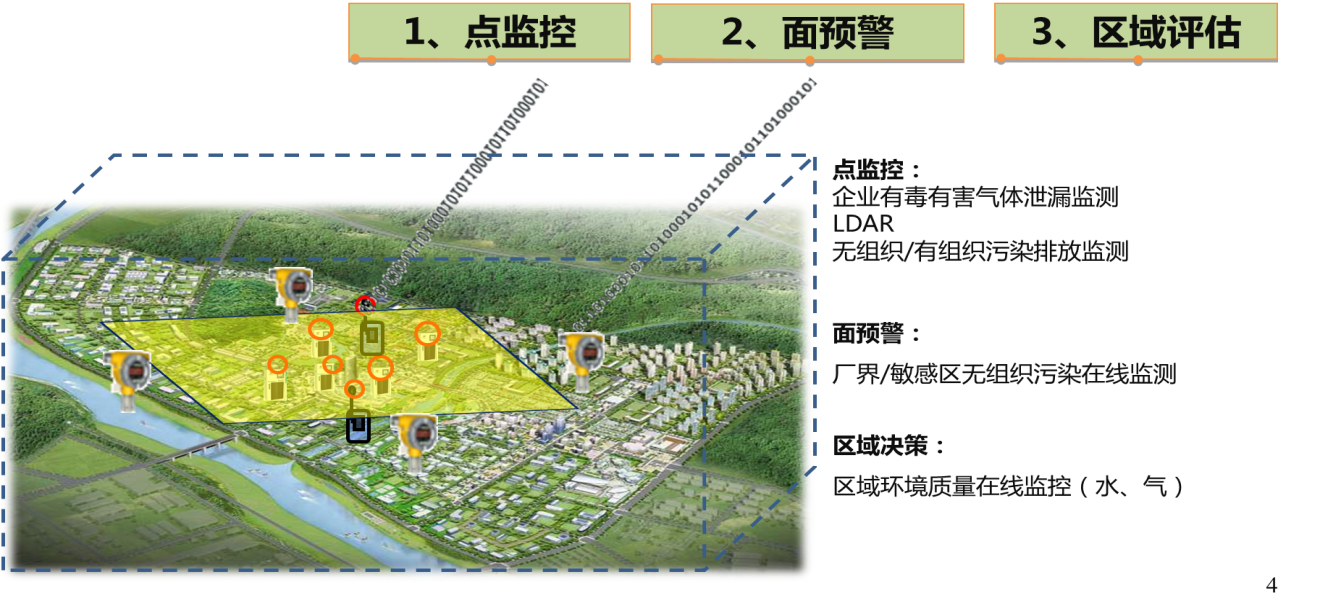 1、点监控
2、面预警
3、区域评估
点监控：
企业有毒有害气体泄漏监测
LDAR
无组织/有组织污染排放监测
面预警：
厂界/敏感区无组织污染在线监测
区域决策：
区域环境质量在线监控（水、气）
4